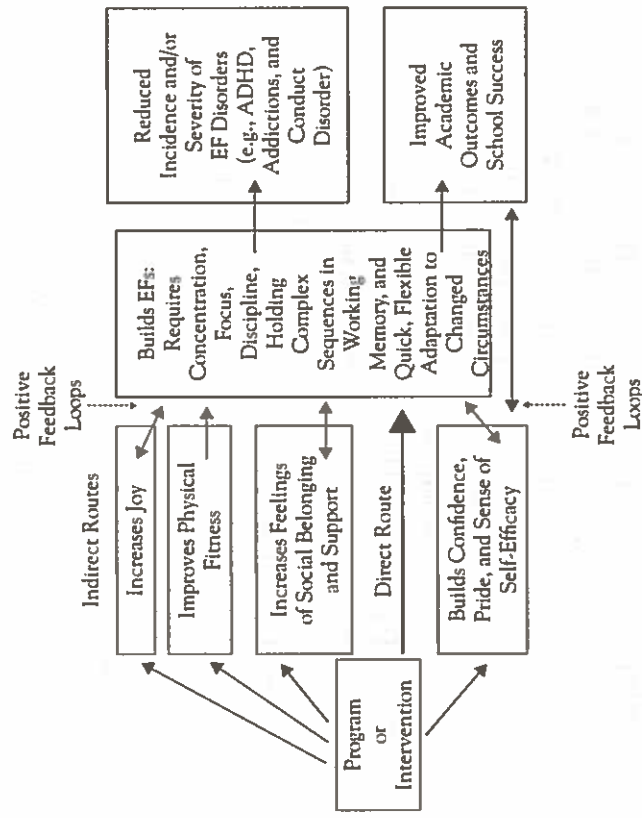 Positive
Feedback
Loops
Indirect Routes
Increases Joy
Improves Physical
Fitness
Increases Feelings
of Social Belonging
and Support
Direct Route
Builds Confidence,
Pride, and Sense of
Self-Efficacy
Program
or
Intervention
Builds EFs:
Requires
Concentration,
Focus,
Discipline,
Holding
Complex
Sequences in
Working
Memory, and
Quick, Flexible
Adaptation to
Changed
Circumstances
Reduced
Incidence and/or
Severity of
EF Disorders
(e.g., ADHD,
Addictions, and
Conduct
Disorder)
Improved
Academic
Outcomes and
School Success
Positive
Feedback
Loops